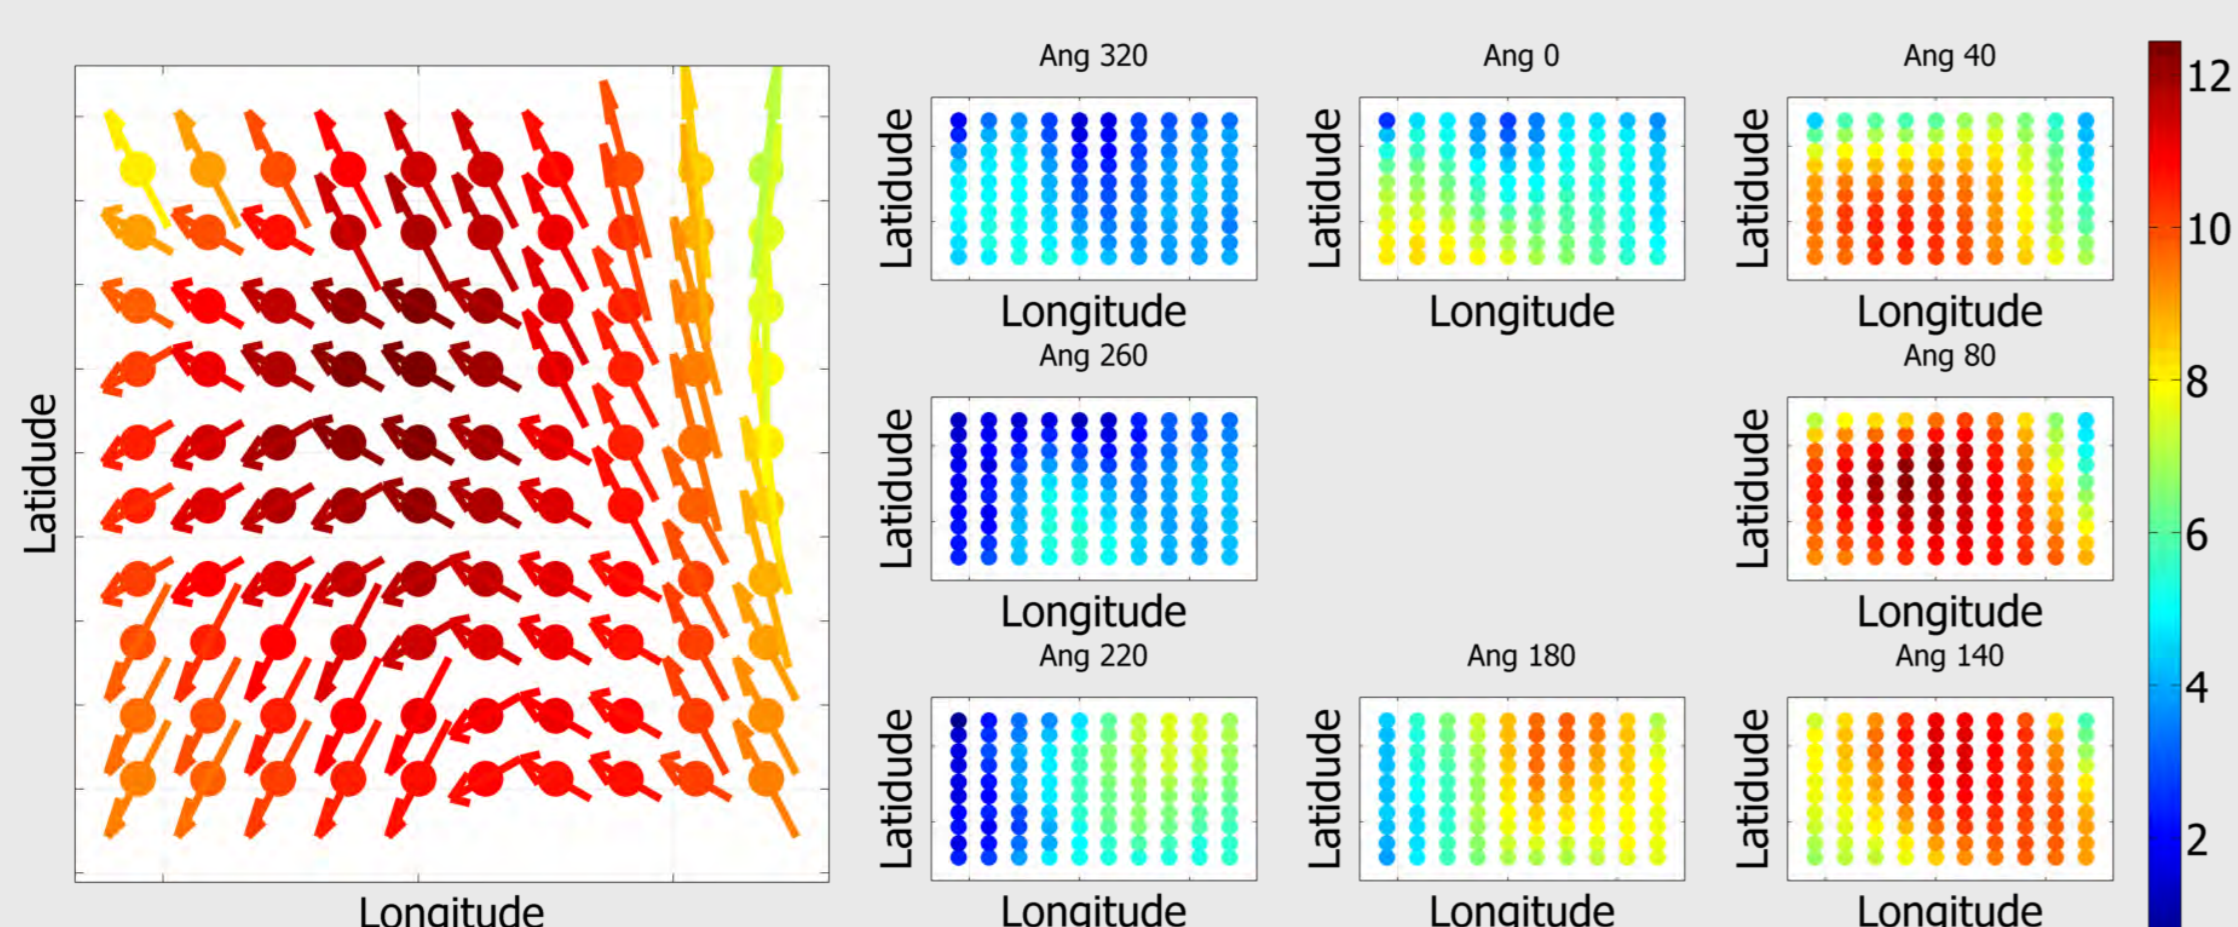 Latidude
Longitude
Ang 320
Latidude
Longitude
Ang 0
Latidude
Longitude
Ang 40
Latidude
Longitude
Ang 260
Latidude
Longitude
Ang 80
Latidude
Longitude
Ang 220
Latidude
Longitude
Ang 180
Latidude
Longitude
Ang 140
Latidude
Longitude
12
10
8
6
4
2